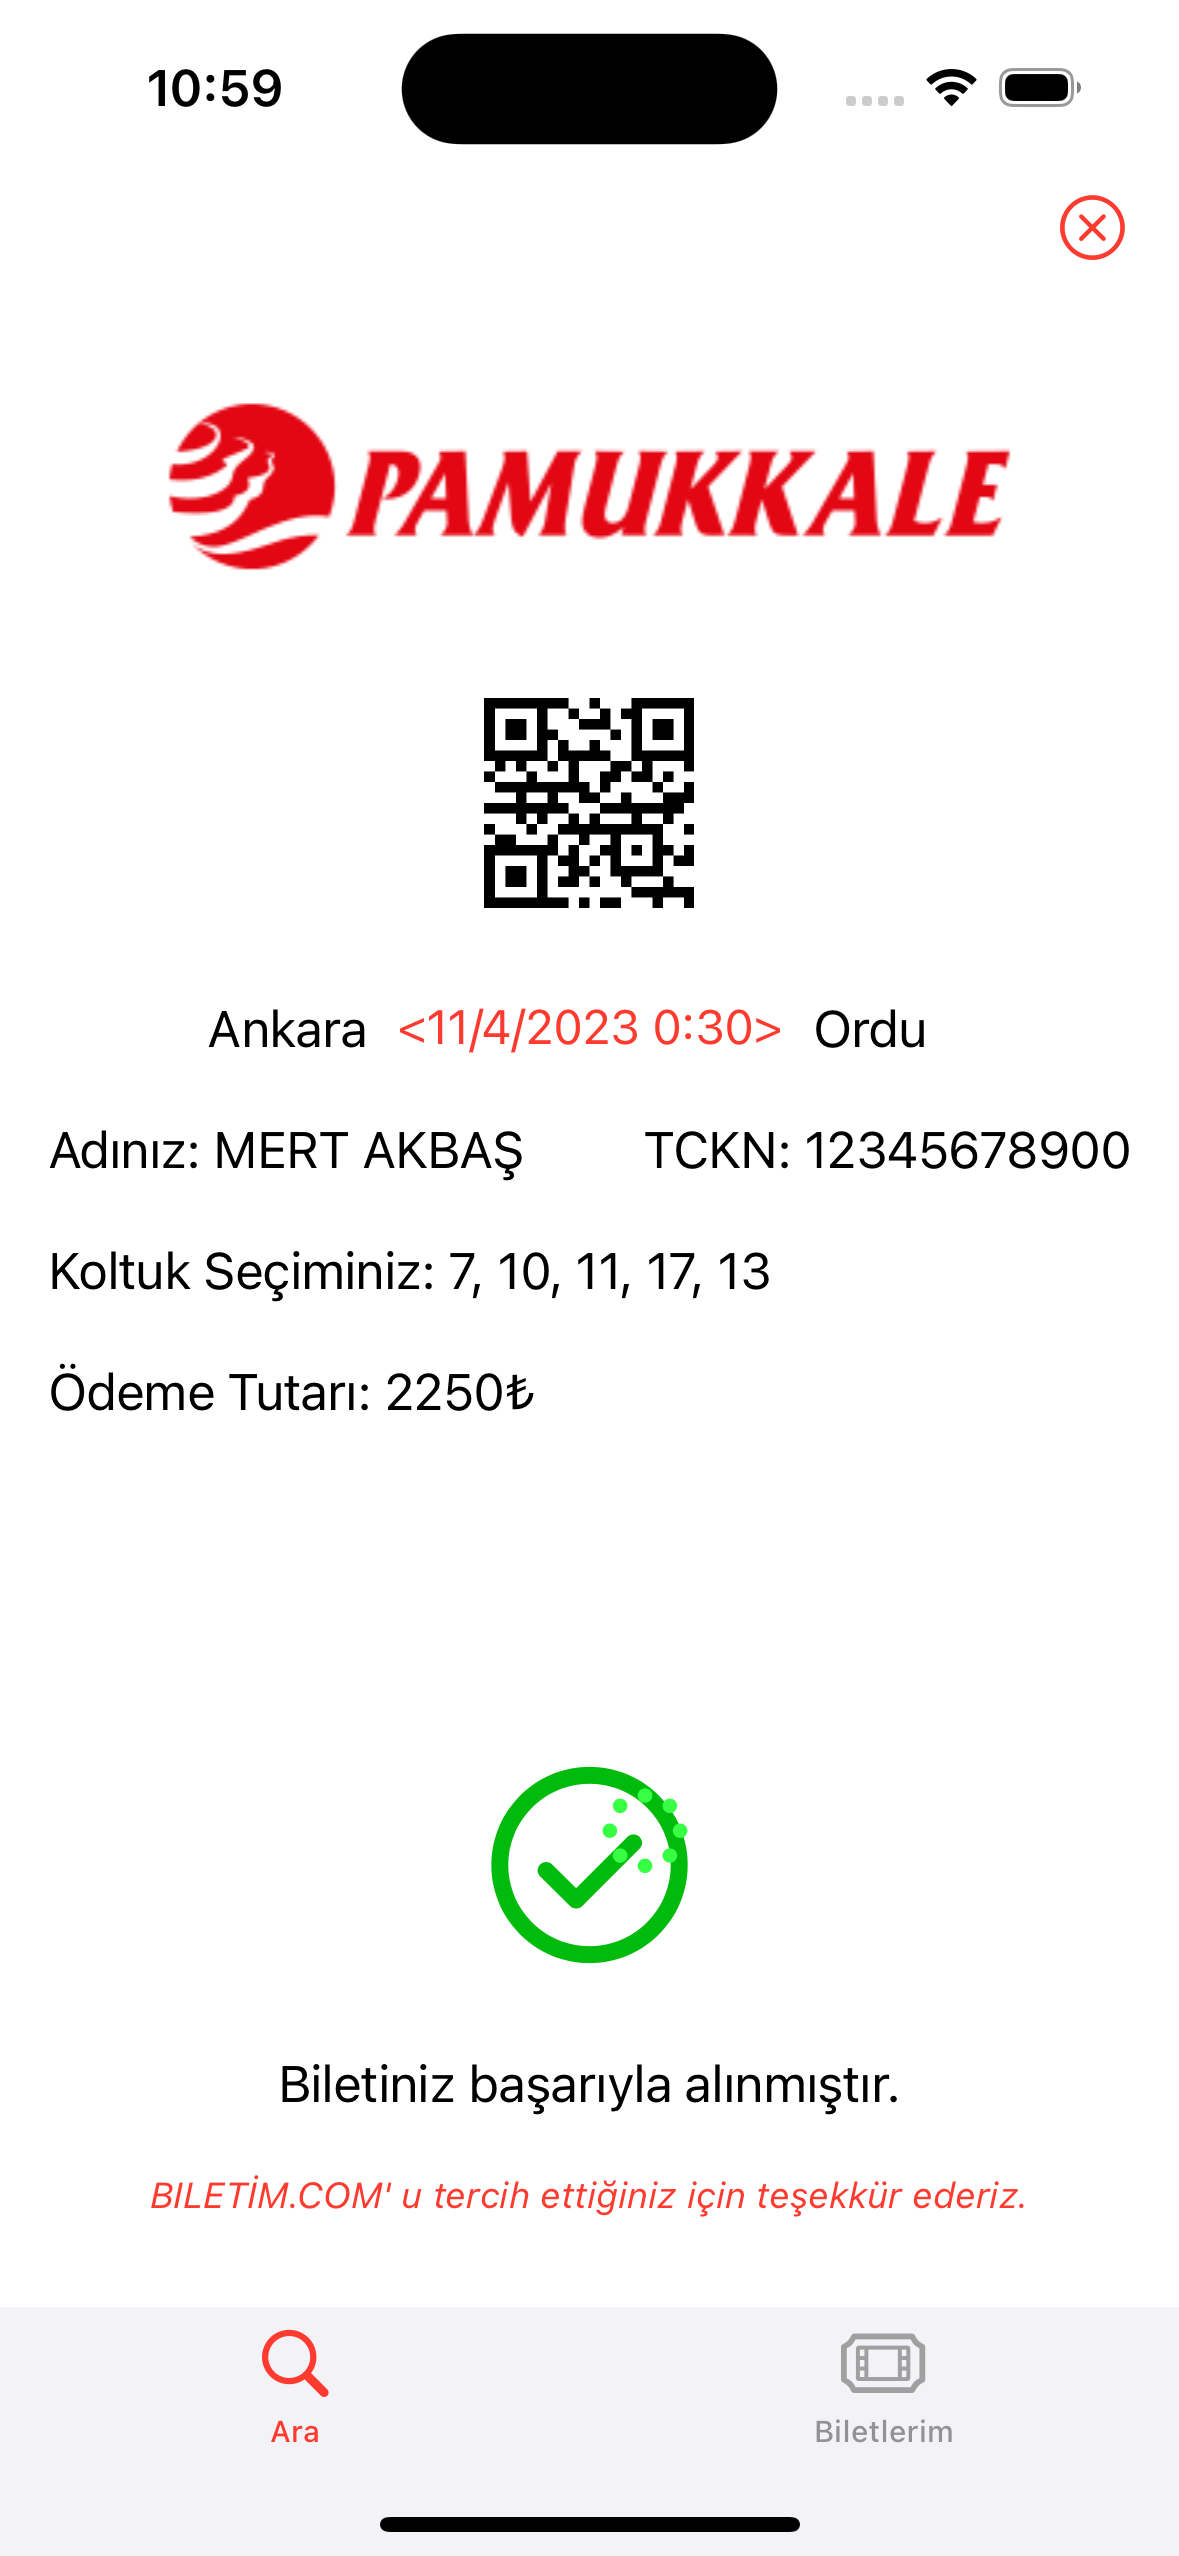 10:59
PAMUKKALE
Ankara <11/4/2023 0:30> Ordu
Adınız: MERT AKBAŞ TCKN: 12345678900
Koltuk Seçiminiz: 7, 10, 11, 17, 13
Ödeme Tutarı: 2250₺
Biletiniz başarıyla alınmıştır.
BILETİM.COM' u tercih ettiğiniz için teşekkür ederiz.
Ara Biletlerim